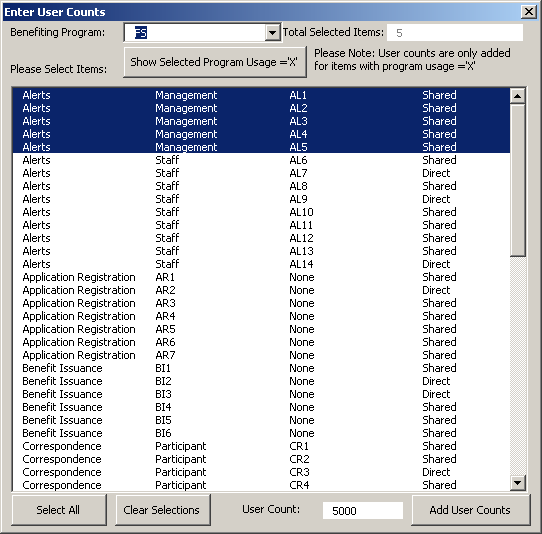 Enter User Counts
Benefiting Program: FS Total Selected Items: 5
Please Select Items: Show Selected Program Usage ='X' Please Note: User counts are only added
for items with program usage ='X'
Alerts Management AL1 Shared
Alerts Management AL2 Shared
Alerts Management AL3 Shared
Alerts Management AL4 Shared
Alerts Management AL5 Shared
Alerts Staff AL6 Shared
Alerts Staff AL7 Direct
Alerts Staff AL8 Shared
Alerts Staff AL9 Direct
Alerts Staff AL10 Shared
Alerts Staff AL11 Shared
Alerts Staff AL12 Shared
Alerts Staff AL13 Shared
Alerts Staff AL14 Direct
Application Registration AR1 None Shared
Application Registration AR2 None Direct
Application Registration AR3 None Shared
Application Registration AR4 None Shared
Application Registration AR5 None Shared
Application Registration AR6 None Shared
Application Registration AR7 None Shared
Benefit Issuance BI1 None Shared
Benefit Issuance BI2 None Direct
Benefit Issuance BI3 None Direct
Benefit Issuance BI4 None Shared
Benefit Issuance BI5 None Shared
Benefit Issuance BI6 None Shared
Correspondence Participant CR1 Shared
Correspondence Participant CR2 Shared
Correspondence Participant CR3 Direct
Correspondence Participant CR4 Shared
Select All Clear Selections User Count: 5000 Add User Counts